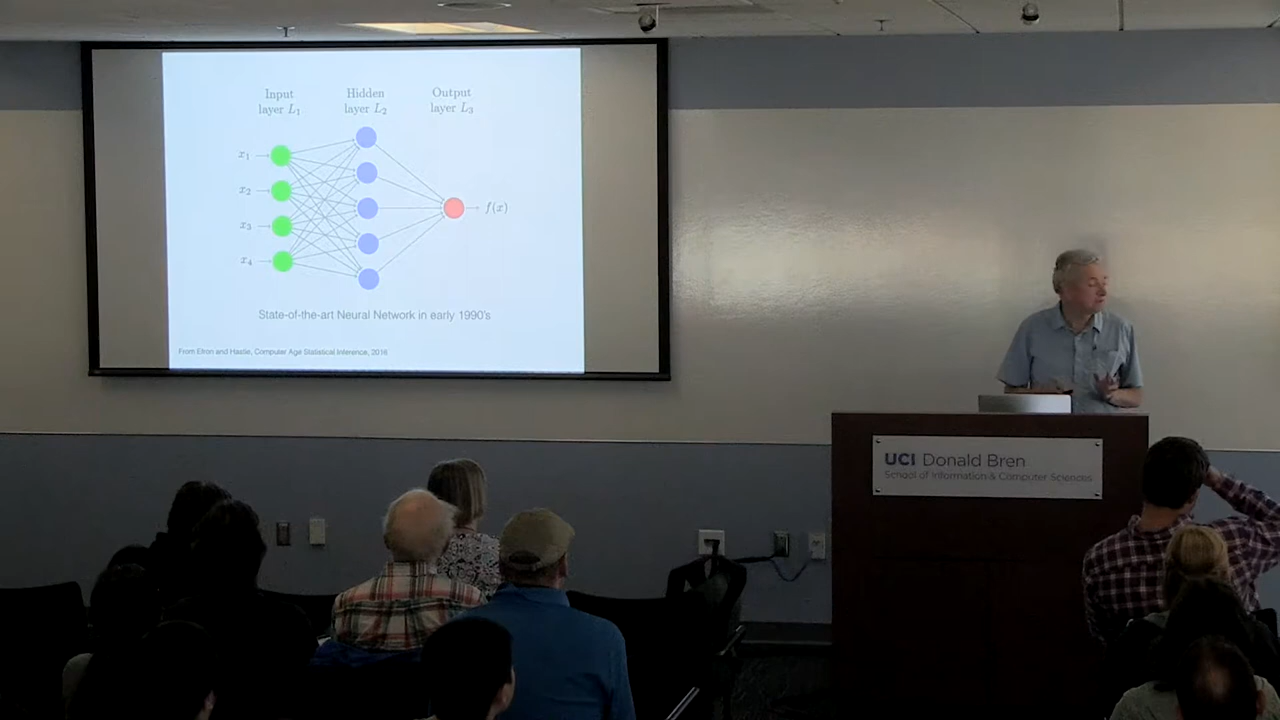 Input
layer L₁
Hidden
layer L₂
Output
layer L₃
x₁
x₂
x₃
x₄
f(x)
State-of-the-art Neural Network in early 1990's
From Efron and Hastie, Computer Age Statistical Inference, 2016
UCI Donald Bren
School of Information & Computer Sciences